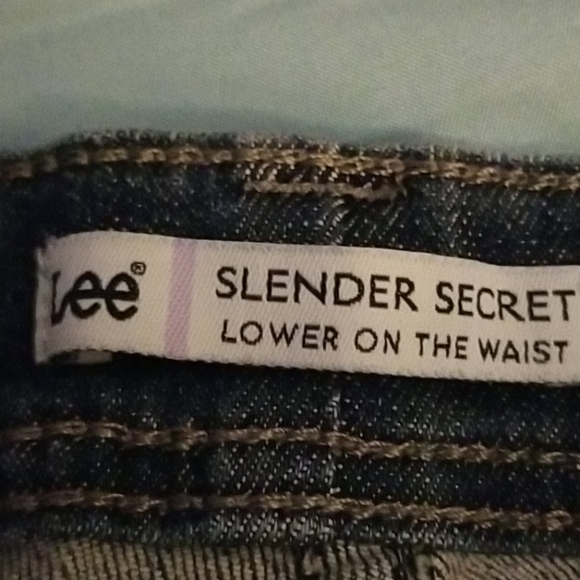 Lee®
SLENDER SECRET
LOWER ON THE WAIST